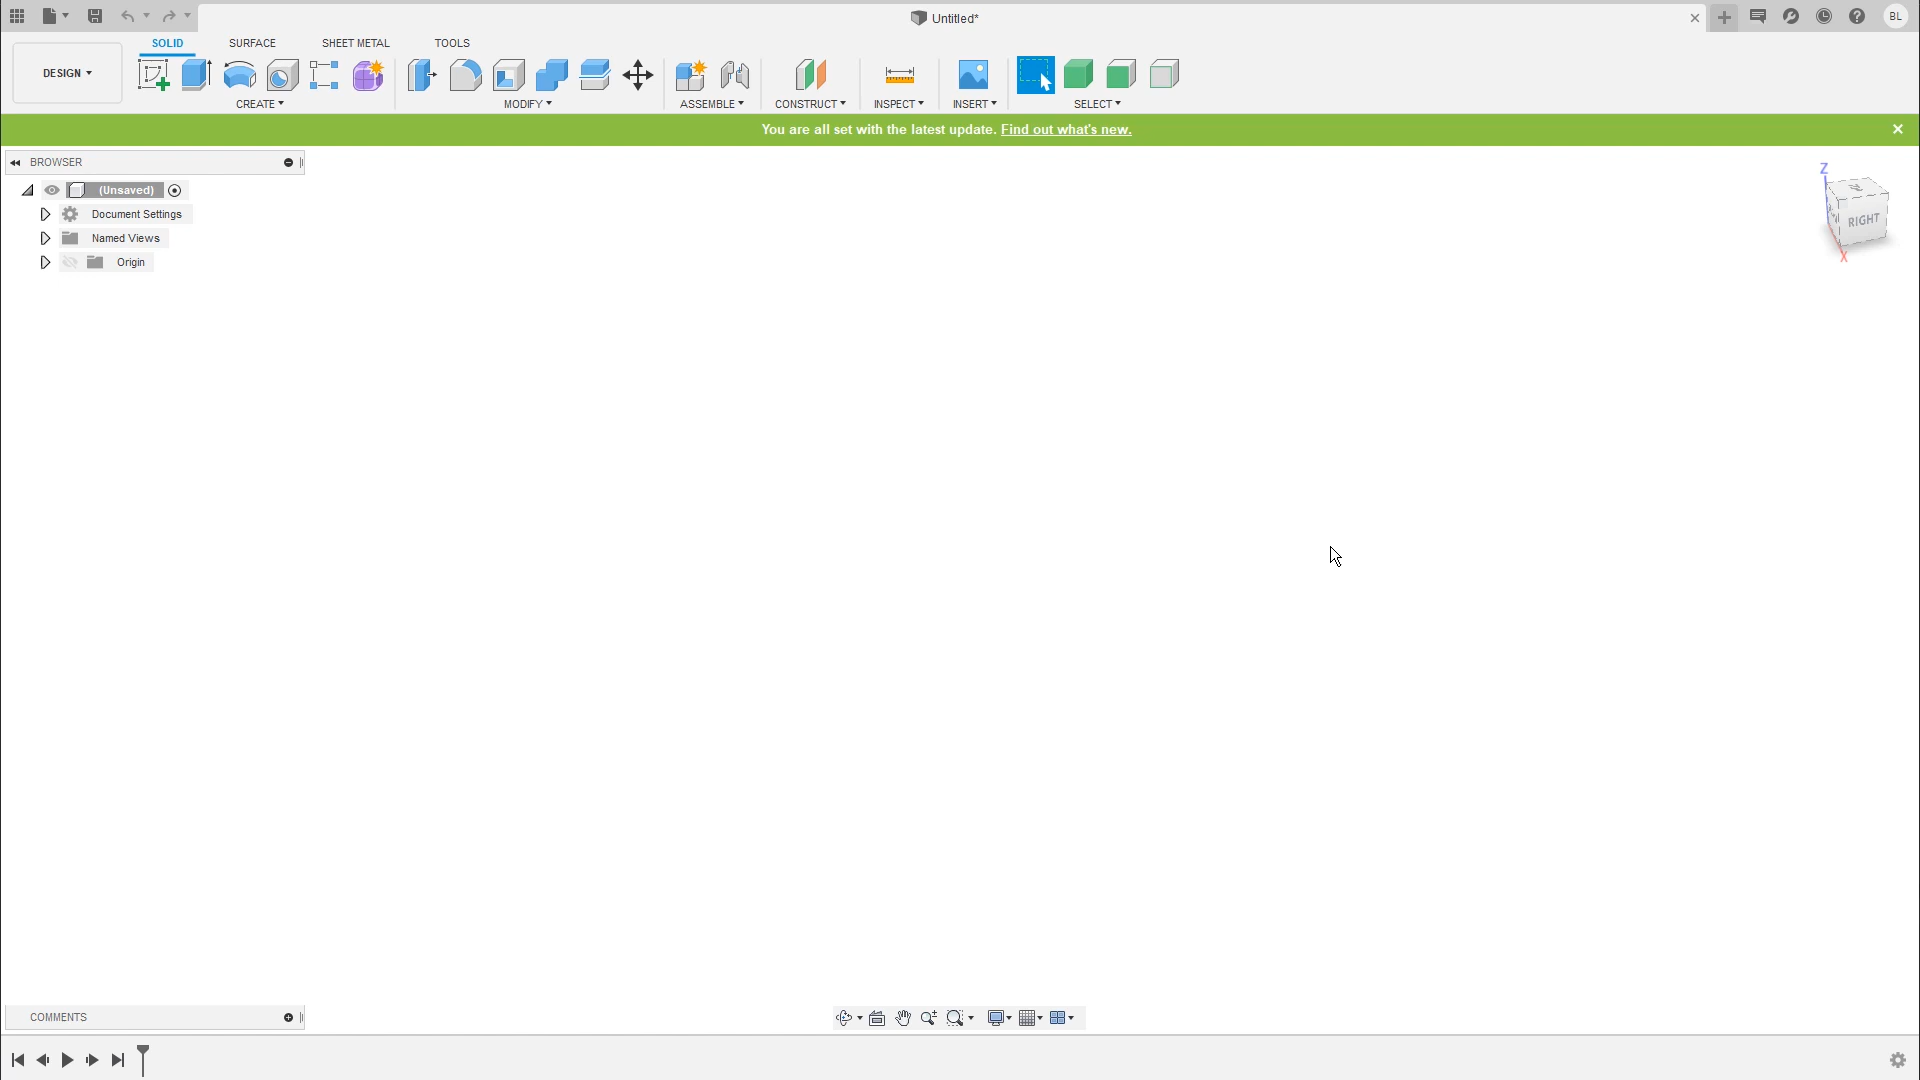 Untitled*
BL
SOLID
SURFACE
SHEET METAL
TOOLS
DESIGN
CREATE
MODIFY
ASSEMBLE
CONSTRUCT
INSPECT
INSERT
SELECT
You are all set with the latest update. Find out what's new.
BROWSER
(Unsaved)
Document Settings
Named Views
Origin
Z
RIGHT
X
COMMENTS